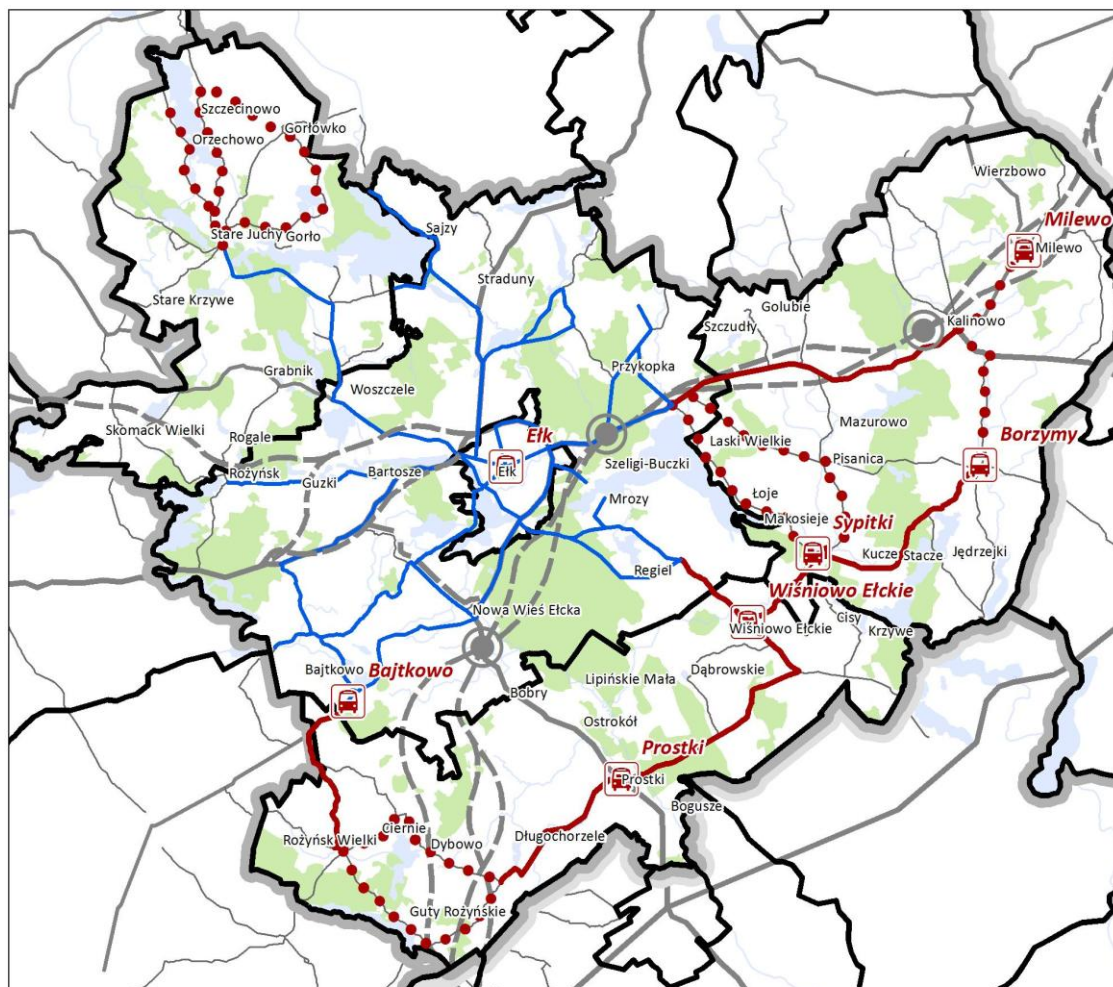 Szczecinowo
Orzechowo
Gorłówko
Stare Juchy
Gorło
Sajzy
Wierzbowo
Milewo
Milewo
Straduny
Stare Krzywe
Golubie
Szczudły
Kalinowo
Przykopka
Grabnik
Woszczele
Skomack Wielki
Rogale
Ełk
Ełk
Mazurowo
Borzymy
Laski Wielkie
Pisanica
Rożyńsk
Guzki
Bartosze
Szeligi-Buczki
Mrozy
Łoje
Sypitki
Makosieje
Kucze
Stacze
Jędrzejki
Regiel
Wiśniowo Ełckie
Nowa Wieś Ełcka
Wiśniowo Ełckie
Cisy
Krzywe
Bajtkowo
Bajtkowo
Dąbrowskie
Lipińskie Mała
Bobry
Ostrokół
Prostki
Prostki
Bogusze
Długochorzele
Ciernie
Rożyńsk Wielki
Dybowo
Guty Rożyńskie